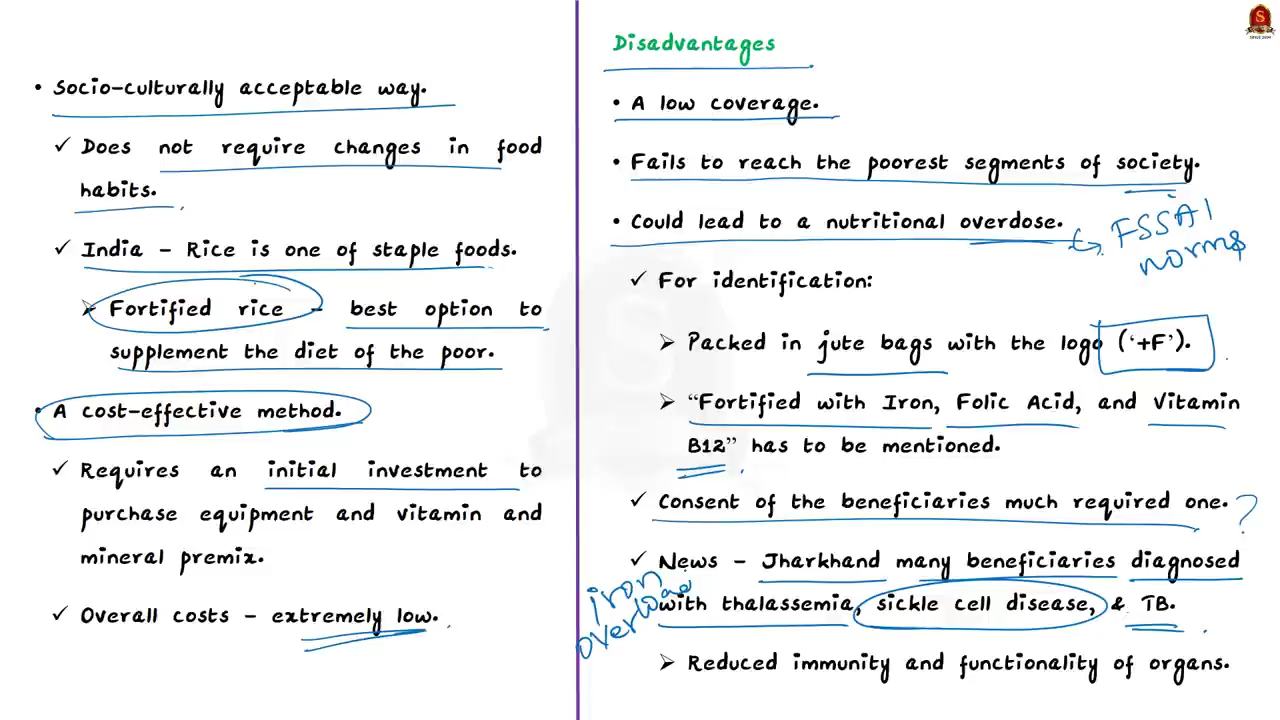 • Socio-culturally acceptable way.
✓ Does not require changes in food
habits.
✓ India – Rice is one of staple foods.
➢ Fortified rice – best option to
supplement the diet of the poor.
• A cost-effective method.
✓ Requires an initial investment to
purchase equipment and vitamin and
mineral premix.
✓ Overall costs – extremely low.
Disadvantages
• A low coverage.
• Fails to reach the poorest segments of society.
• Could lead to a nutritional overdose.
FSSAI
norms
✓ For identification:
➢ Packed in jute bags with the logo ('+F').
➢ "Fortified with Iron, Folic Acid, and Vitamin
B12" has to be mentioned.
✓ Consent of the beneficiaries much required one. ?
✓ News – Jharkhand many beneficiaries diagnosed
with thalassemia, sickle cell disease, & TB.
iron
➢ Reduced immunity and functionality of organs.
S